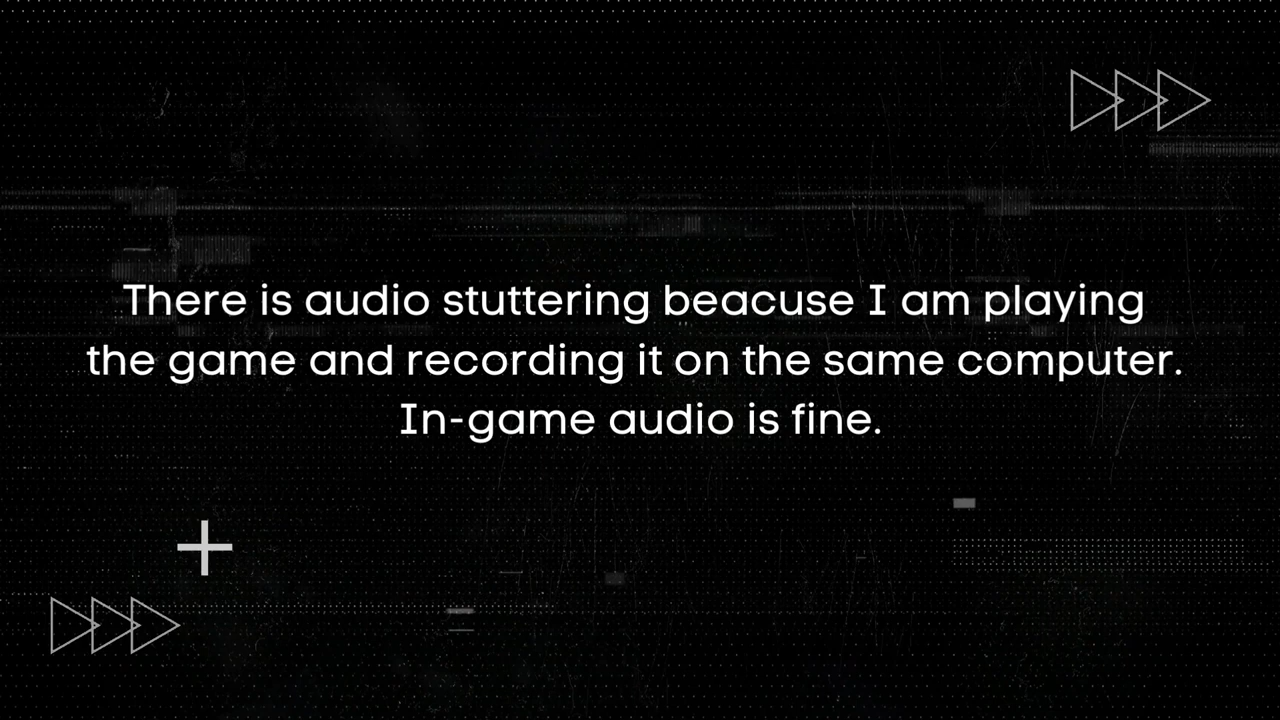 There is audio stuttering beacuse I am playing
the game and recording it on the same computer.
In-game audio is fine.